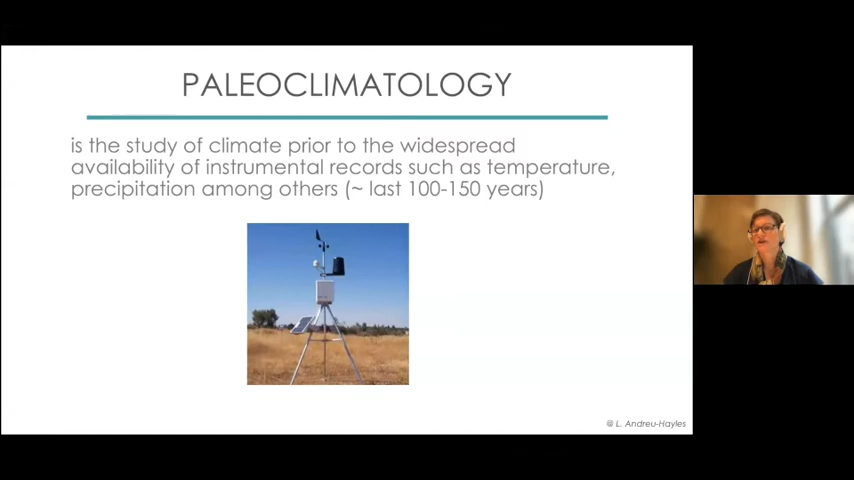 PALEOCLIMATOLOGY
is the study of climate prior to the widespread
availability of instrumental records such as temperature,
precipitation among others (~ last 100-150 years)
@ L. Andreu-Hayles